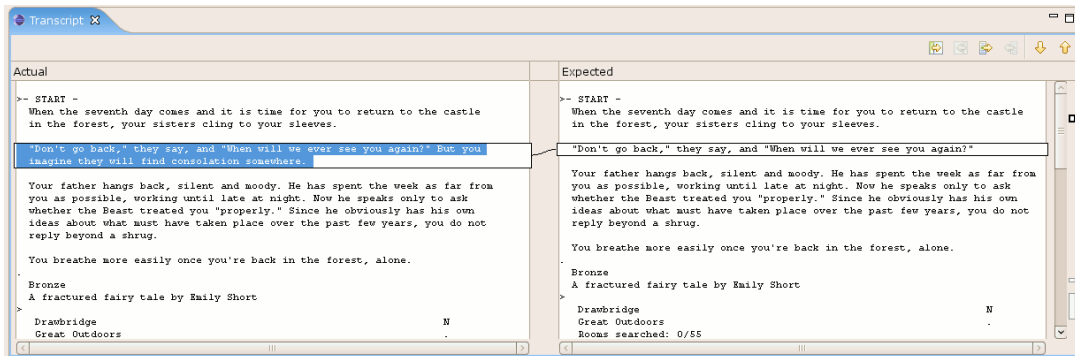 Transcript
Actual
>- START -
When the seventh day comes and it is time for you to return to the castle
in the forest, your sisters cling to your sleeves.
"Don't go back," they say, and "When will we ever see you again?" But you
imagine they will find consolation somewhere.
Your father hangs back, silent and moody. He has spent the week as far from
you as possible, working until late at night. Now he speaks only to ask
whether the Beast treated you "properly." Since he obviously has his own
ideas about what must have taken place over the past few years, you do not
reply beyond a shrug.
You breathe more easily once you're back in the forest, alone.
.
Bronze
A fractured fairy tale by Emily Short
>
Drawbridge N
Great Outdoors .
Expected
>- START -
When the seventh day comes and it is time for you to return to the castle
in the forest, your sisters cling to your sleeves.
"Don't go back," they say, and "When will we ever see you again?"
Your father hangs back, silent and moody. He has spent the week as far from
you as possible, working until late at night. Now he speaks only to ask
whether the Beast treated you "properly." Since he obviously has his own
ideas about what must have taken place over the past few years, you do not
reply beyond a shrug.
You breathe more easily once you're back in the forest, alone.
.
Bronze
A fractured fairy tale by Emily Short
>
Drawbridge N
Great Outdoors .
Rooms searched: 0/55